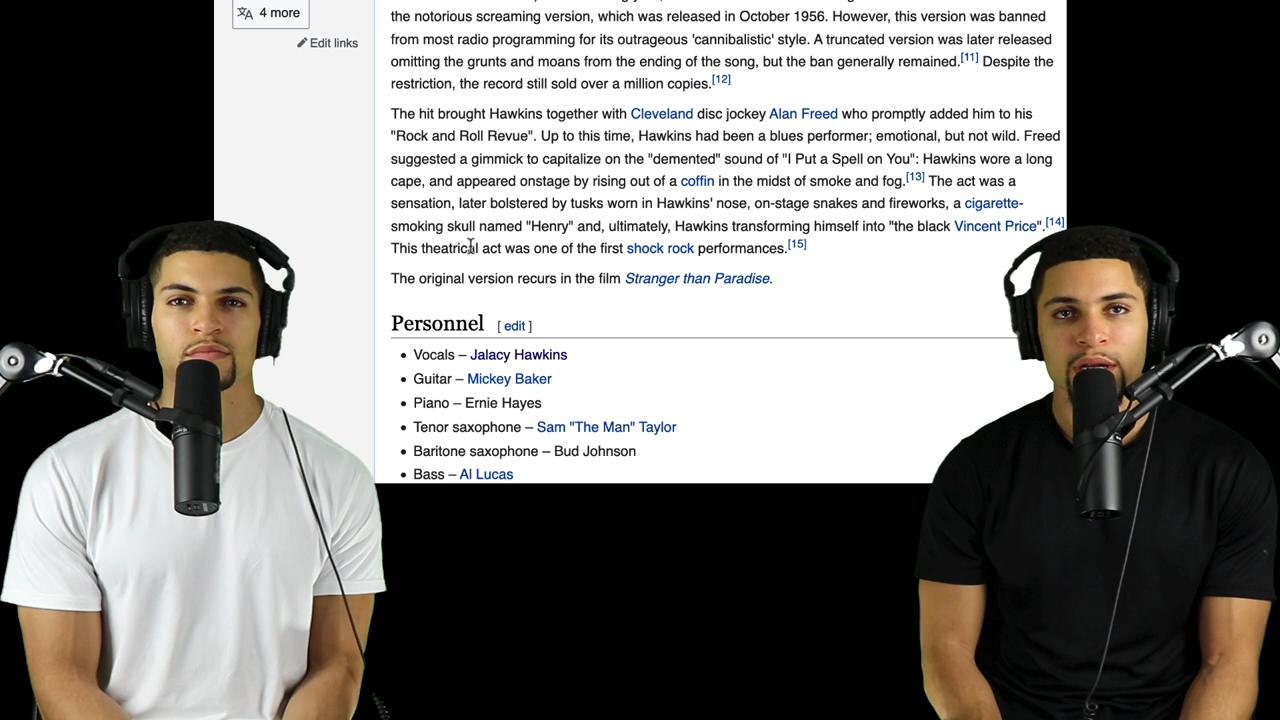 4 more
Edit links
the notorious screaming version, which was released in October 1956. However, this version was banned
from most radio programming for its outrageous 'cannibalistic' style. A truncated version was later released
omitting the grunts and moans from the ending of the song, but the ban generally remained.[11] Despite the
restriction, the record still sold over a million copies.[12]
The hit brought Hawkins together with Cleveland disc jockey Alan Freed who promptly added him to his
"Rock and Roll Revue". Up to this time, Hawkins had been a blues performer; emotional, but not wild. Freed
suggested a gimmick to capitalize on the "demented" sound of "I Put a Spell on You": Hawkins wore a long
cape, and appeared onstage by rising out of a coffin in the midst of smoke and fog.[13] The act was a
sensation, later bolstered by tusks worn in Hawkins' nose, on-stage snakes and fireworks, a cigarette-
smoking skull named "Henry" and, ultimately, Hawkins transforming himself into "the black Vincent Price".[14]
This theatrical act was one of the first shock rock performances.[15]
The original version recurs in the film Stranger than Paradise.
Personnel [ edit ]
• Vocals – Jalacy Hawkins
• Guitar – Mickey Baker
• Piano – Ernie Hayes
• Tenor saxophone – Sam "The Man" Taylor
• Baritone saxophone – Bud Johnson
• Bass – Al Lucas